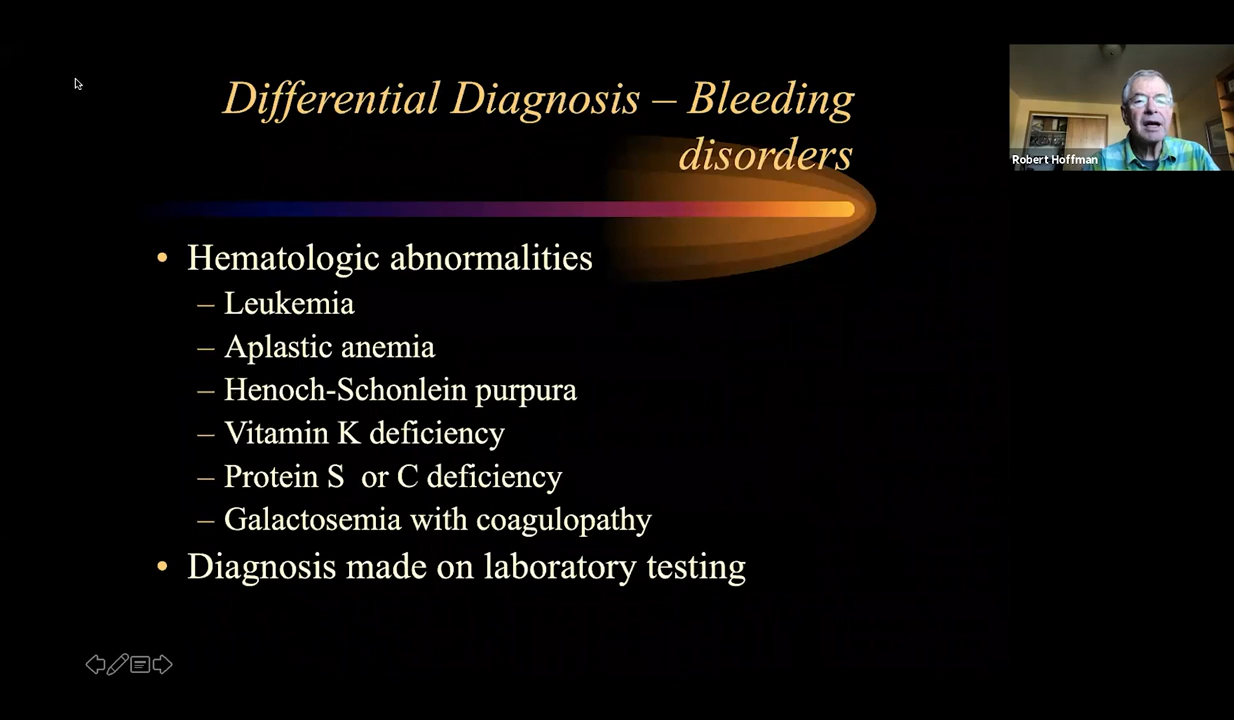 Differential Diagnosis – Bleeding
disorders
Robert Hoffman
• Hematologic abnormalities
– Leukemia
– Aplastic anemia
– Henoch-Schonlein purpura
– Vitamin K deficiency
– Protein S or C deficiency
– Galactosemia with coagulopathy
• Diagnosis made on laboratory testing